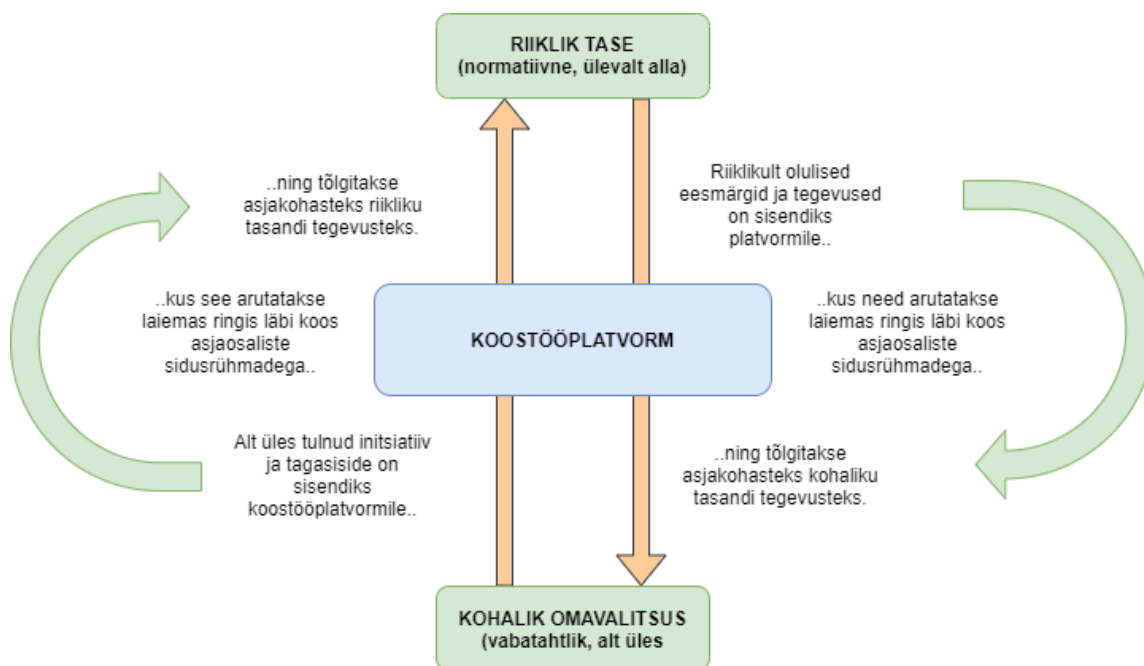 RIIKLIK TASE
(normatiivne, ülevalt alla)
..ning tõlgitakse
asjakohasteks riikliku
tasandi tegevusteks.
Riiklikult olulised
eesmärgid ja tegevused
on sisendiks
platvormile..
..kus see arutatakse
laiemas ringis läbi koos
asjaosaliste
sidusrühmadega..
KOOSTÖÖPLATVORM
..kus need arutatakse
laiemas ringis läbi koos
asjaosaliste
sidusrühmadega..
Alt üles tulnud initsiatiiv
ja tagasiside on
sisendiks
koostööplatvormile..
..ning tõlgitakse
asjakohasteks kohaliku
tasandi tegevusteks.
KOHALIK OMAVALITSUS
(vabatahtlik, alt üles